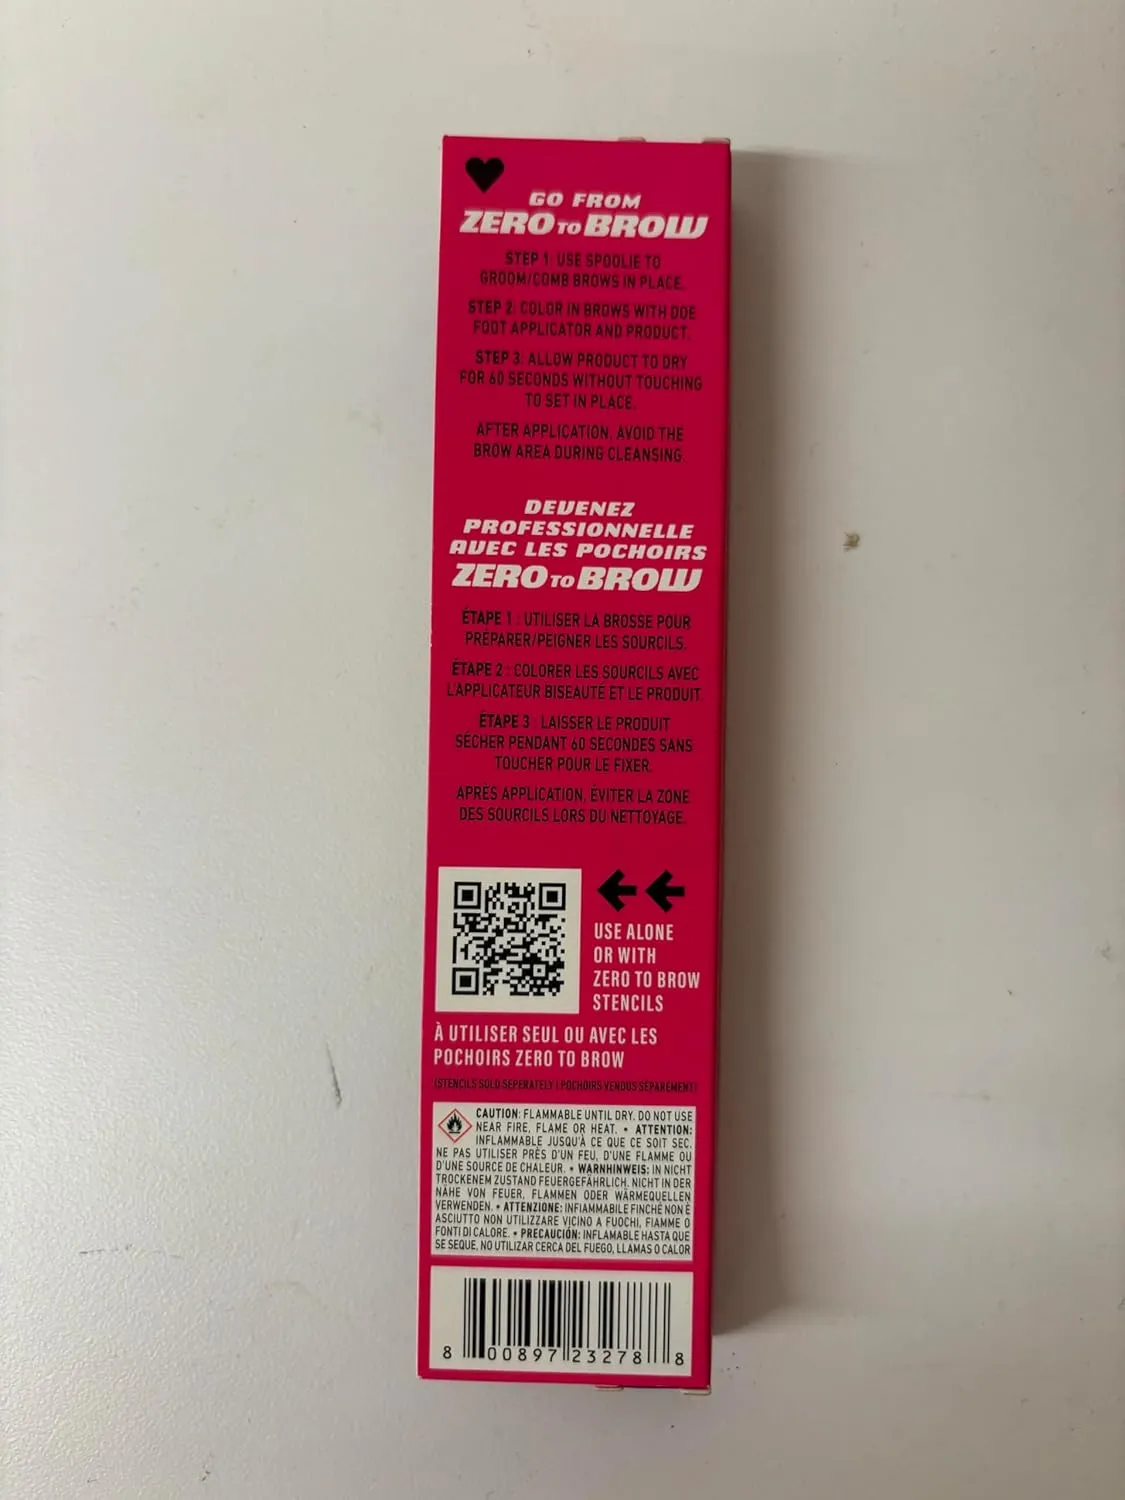 GO FROM
ZERO TO BROW
STEP 1: USE SPOOLIE TO
GROOM/COMB BROWS IN PLACE.
STEP 2: COLOR IN BROWS WITH DOE
FOOT APPLICATOR AND PRODUCT.
STEP 3: ALLOW PRODUCT TO DRY
FOR 60 SECONDS WITHOUT TOUCHING
TO SET IN PLACE.
AFTER APPLICATION, AVOID THE
BROW AREA DURING CLEANSING.
DEVENEZ
PROFESSIONNELLE
AVEC LES POCHOIRS
ZERO TO BROW
ÉTAPE 1 : UTILISER LA BROSSE POUR
PRÉPARER/PEIGNER LES SOURCILS.
ÉTAPE 2 : COLORER LES SOURCILS AVEC
L'APPLICATEUR BISEAUTÉ ET LE PRODUIT.
ÉTAPE 3 : LAISSER LE PRODUIT
SÉCHER PENDANT 60 SECONDES SANS
TOUCHER POUR LE FIXER.
APRÈS APPLICATION, ÉVITER LA ZONE
DES SOURCILS LORS DU NETTOYAGE.
USE ALONE
OR WITH
ZERO TO BROW
STENCILS
À UTILISER SEUL OU AVEC LES
POCHOIRS ZERO TO BROW
(STENCILS SOLD SEPERATELY | POCHOIRS VENDUS SÉPARÉMENT)
CAUTION: FLAMMABLE UNTIL DRY. DO NOT USE
NEAR FIRE, FLAME OR HEAT. • ATTENTION:
INFLAMMABLE JUSQU'À CE QUE CE SOIT SEC.
NE PAS UTILISER PRÈS D'UN FEU, D'UNE FLAMME OU
D'UNE SOURCE DE CHALEUR. • WARNHINWEIS: IN NICHT
TROCKENEM ZUSTAND FEUERGEFÄHRLICH. NICHT IN DER
NÄHE VON FEUER, FLAMMEN ODER WÄRMEQUELLEN
VERWENDEN. • ATTENZIONE: INFIAMMABILE FINCHÉ NON È
ASCIUTTO NON UTILIZZARE VICINO A FUOCHI, FIAMME O
FONTI DI CALORE. • PRECAUCIÓN: INFLAMABLE HASTA QUE
SE SEQUE, NO UTILIZAR CERCA DEL FUEGO, LLAMAS O CALOR
8 00897 23278 8